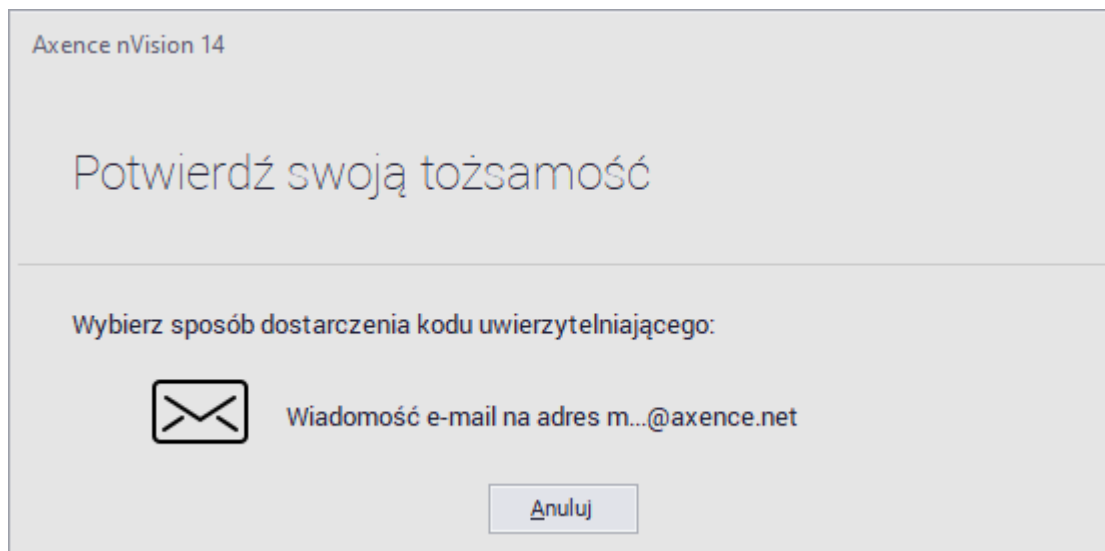 Axence nVision 14
Potwierdź swoją tożsamość
Wybierz sposób dostarczenia kodu uwierzytelniającego:
Wiadomość e-mail na adres m...@axence.net
Anuluj